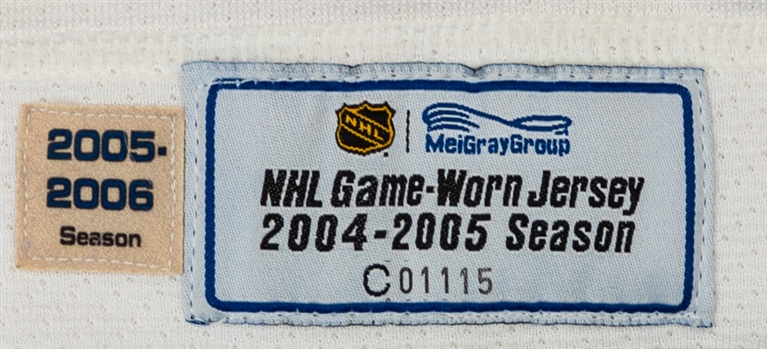 2005-
2006
Season
NHL
MeiGrayGroup
NHL Game-Worn Jersey
2004-2005 Season
C01115